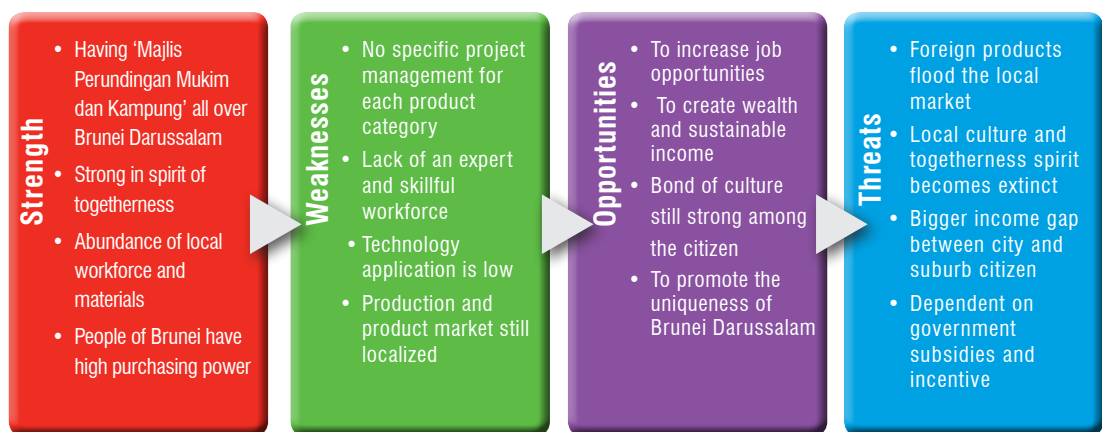 Strength
• Having ‘Majlis
Perundingan Mukim
dan Kampung’ all over
Brunei Darussalam
• Strong in spirit of
togetherness
• Abundance of local
workforce and
materials
• People of Brunei have
high purchasing power
Weaknesses
• No specific project
management for
each product
category
• Lack of an expert
and skillful
workforce
• Technology
application is low
• Production and
product market still
localized
Opportunities
• To increase job
opportunities
• To create wealth
and sustainable
income
• Bond of culture
still strong among
the citizen
• To promote the
uniqueness of
Brunei Darussalam
Threats
• Foreign products
flood the local
market
• Local culture and
togetherness spirit
becomes extinct
• Bigger income gap
between city and
suburb citizen
• Dependent on
government
subsidies and
incentive